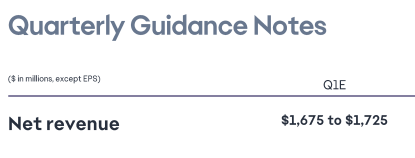 Quarterly Guidance Notes
($ in millions, except EPS)
Q1E
Net revenue
$1,675 to $1,725